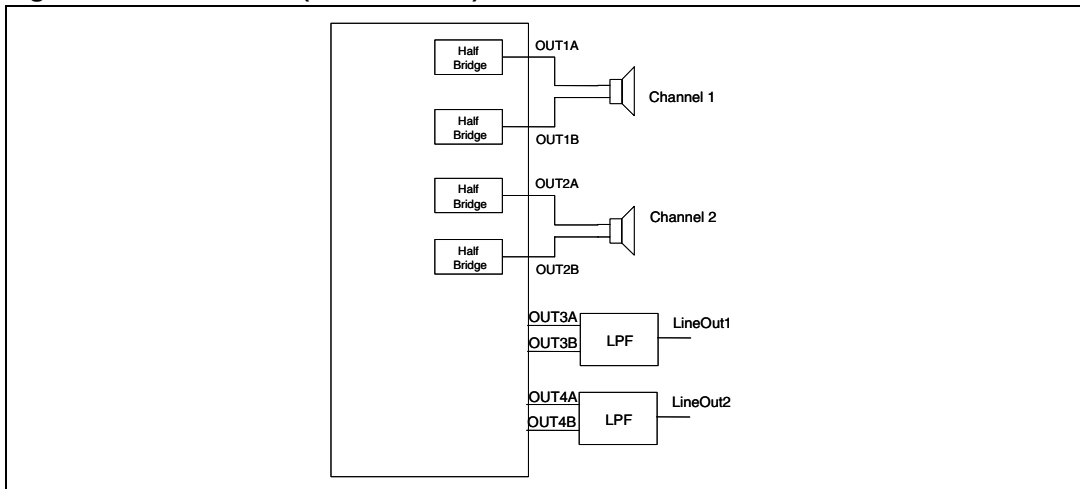 Half
Bridge
OUT1A
Channel 1
Half
Bridge
OUT1B
Half
Bridge
OUT2A
Channel 2
Half
Bridge
OUT2B
OUT3A
LineOut1
OUT3B
LPF
OUT4A
LineOut2
OUT4B
LPF